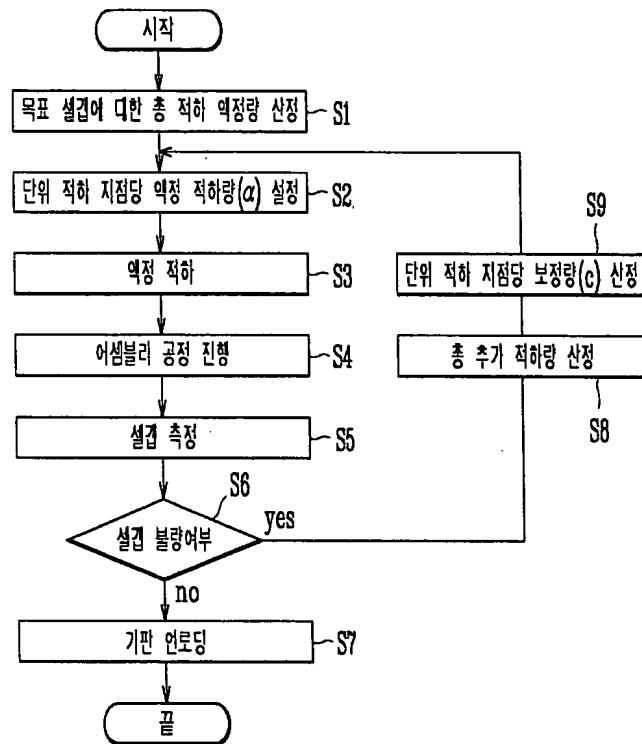 시작
목표 셀갭에 대한 총 적하 액정량 산정
S1
단위 적하 지점당 액정 적하량(α) 설정
S2
액정 적하
S3
어셈블리 공정 진행
S4
셀갭 측정
S5
셀갭 불량여부
S6
yes
no
기판 언로딩
S7
끝
S9
단위 적하 지점당 보정량(c) 산정
총 추가 적하량 산정
S8